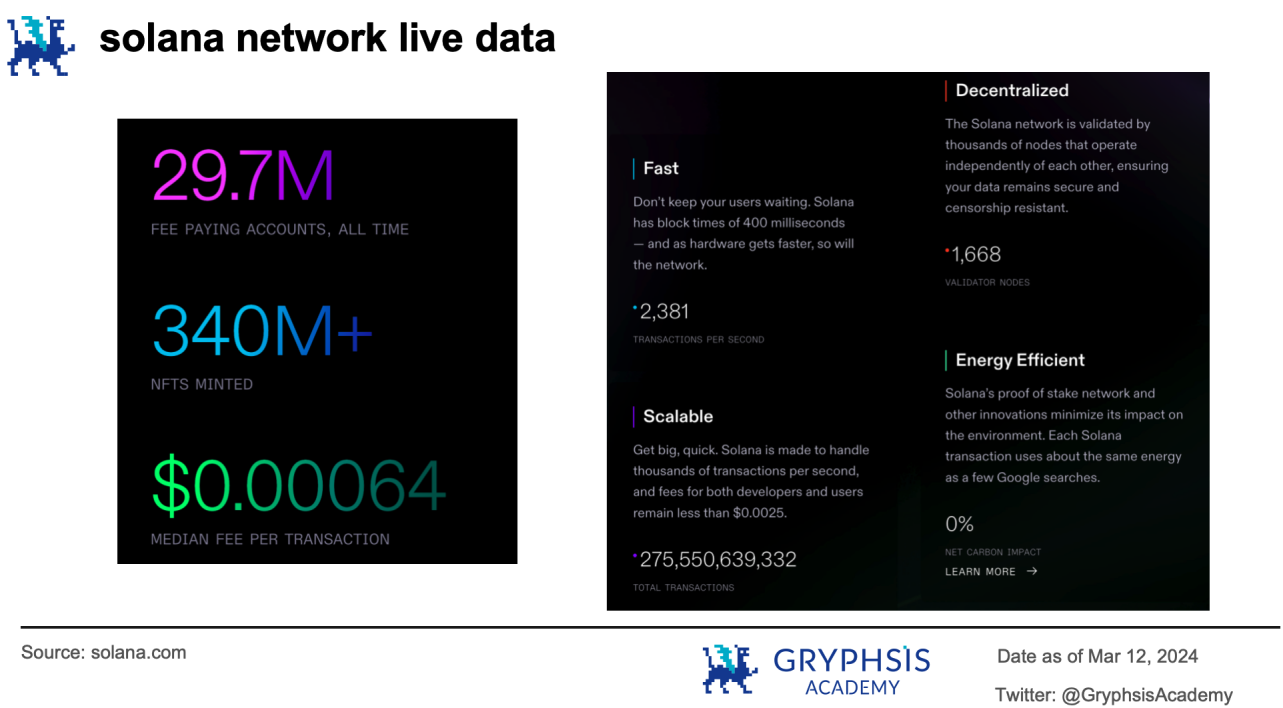 solana network live data
29.7M
FEE PAYING ACCOUNTS, ALL TIME
340M+
NFTS MINTED
$0.00064
MEDIAN FEE PER TRANSACTION
Fast
Don't keep your users waiting. Solana
has block times of 400 milliseconds
— and as hardware gets faster, so will
the network.
2,381
TRANSACTIONS PER SECOND
Scalable
Get big, quick. Solana is made to handle
thousands of transactions per second,
and fees for both developers and users
remain less than $0.0025.
275,550,639,332
TOTAL TRANSACTIONS
Decentralized
The Solana network is validated by
thousands of nodes that operate
independently of each other, ensuring
your data remains secure and
censorship resistant.
1,668
VALIDATOR NODES
Energy Efficient
Solana's proof of stake network and
other innovations minimize its impact on
the environment. Each Solana
transaction uses about the same energy
as a few Google searches.
0%
NET CARBON IMPACT
LEARN MORE →
Source: solana.com
GRYPHSIS
ACADEMY
Date as of Mar 12, 2024
Twitter: @GryphsisAcademy